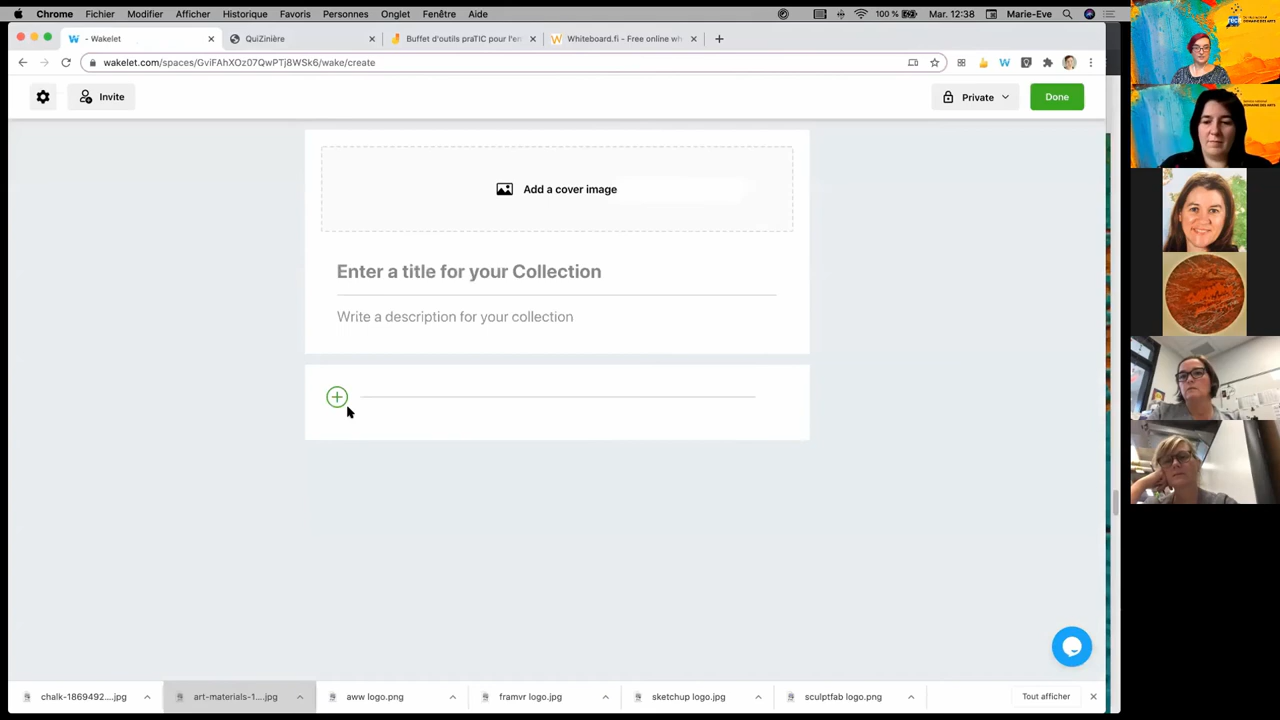 Chrome Fichier Modifier Afficher Historique Favoris Personnes Onglet Fenêtre Aide 100 % Mar. 12:38 Marie-Eve
- Wakelet QuiZinière Buffet d'outils praTIC pour l'en Whiteboard.fi - Free online wh
wakelet.com/spaces/GviFAhXOz07QwPTj8WSk6/wake/create
Invite Private Done
Add a cover image
Enter a title for your Collection
Write a description for your collection
chalk-1869492....jpg art-materials-1....jpg aww logo.png framvr logo.jpg sketchup logo.jpg sculptfab logo.png Tout afficher